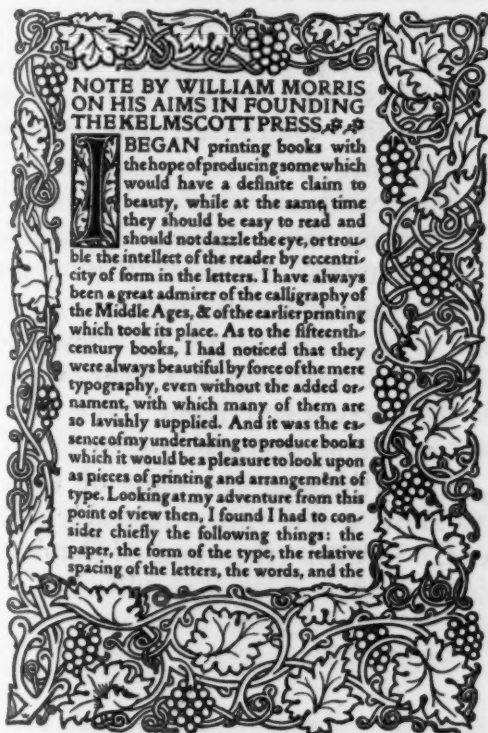 NOTE BY WILLIAM MORRIS
ON HIS AIMS IN FOUNDING
THE KELMSCOTT PRESS
I BEGAN printing books with
the hope of producing some which
would have a definite claim to
beauty, while at the same time
they should be easy to read and
should not dazzle the eye, or trou-
ble the intellect of the reader by eccentri-
city of form in the letters. I have always
been a great admirer of the calligraphy of
the Middle Ages, & of the earlier printing
which took its place. As to the fifteenth-
century books, I had noticed that they
were always beautiful by force of the mere
typography, even without the added or-
nament, with which many of them are
so lavishly supplied. And it was the es-
sence of my undertaking to produce books
which it would be a pleasure to look upon
as pieces of printing and arrangement of
type. Looking at my adventure from this
point of view then, I found I had to con-
sider chiefly the following things: the
paper, the form of the type, the relative
spacing of the letters, the words, and the